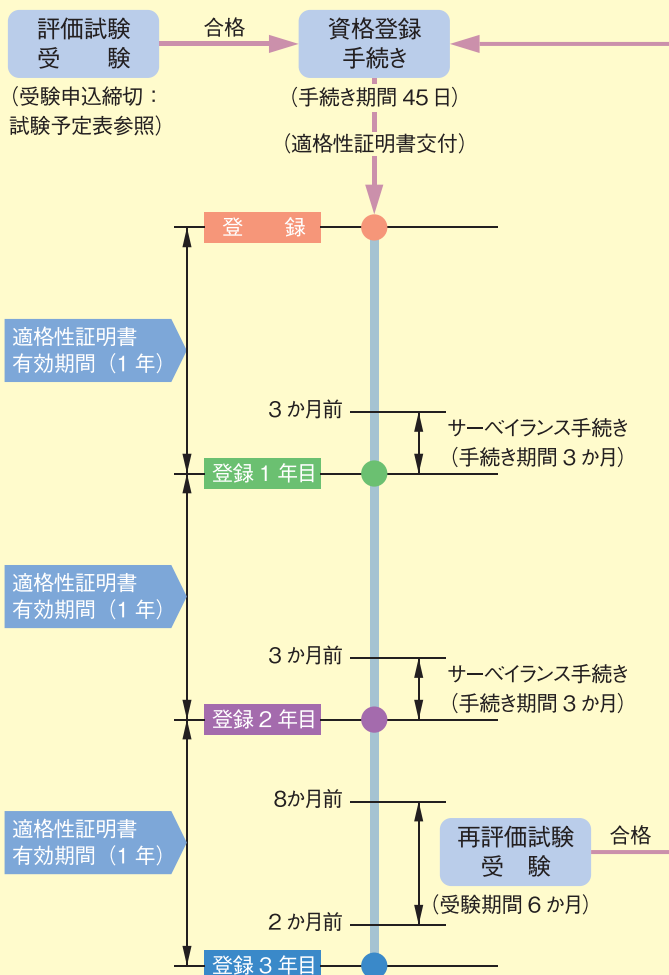 評価試験
受　験
合格
資格登録
手続き
（受験申込締切：
試験予定表参照）
（手続き期間 45 日）
（適格性証明書交付）
登　録
適格性証明書
有効期間（1 年）
3 か月前
サーベイランス手続き
（手続き期間 3 か月）
登録 1 年目
適格性証明書
有効期間（1 年）
3 か月前
サーベイランス手続き
（手続き期間 3 か月）
登録 2 年目
8か月前
適格性証明書
有効期間（1 年）
再評価試験
受　験
合格
（受験期間 6 か月）
2 か月前
登録 3 年目